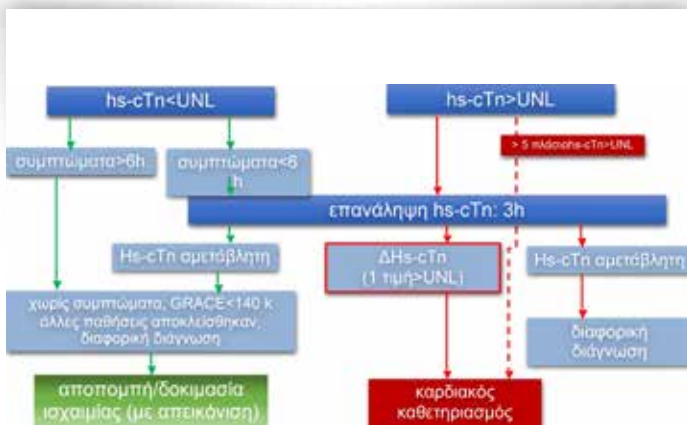 hs-cTn<UNL
hs-cTn>UNL
συμπτώματα>6h
συμπτώματα<6
h
> 5 πλάσιοhs-cTn>UNL
επανάληψη hs-cTn: 3h
Hs-cTn αμετάβλητη
ΔHs-cTn
(1 τιμή>UNL)
Hs-cTn αμετάβλητη
χωρίς συμπτώματα, GRACE<140 k
άλλες παθήσεις αποκλείσθηκαν,
διαφορική διάγνωση
διαφορική
διάγνωση
αποπομπή/δοκιμασία
ισχαιμίας (με απεικόνιση)
καρδιακός
καθετηριασμός